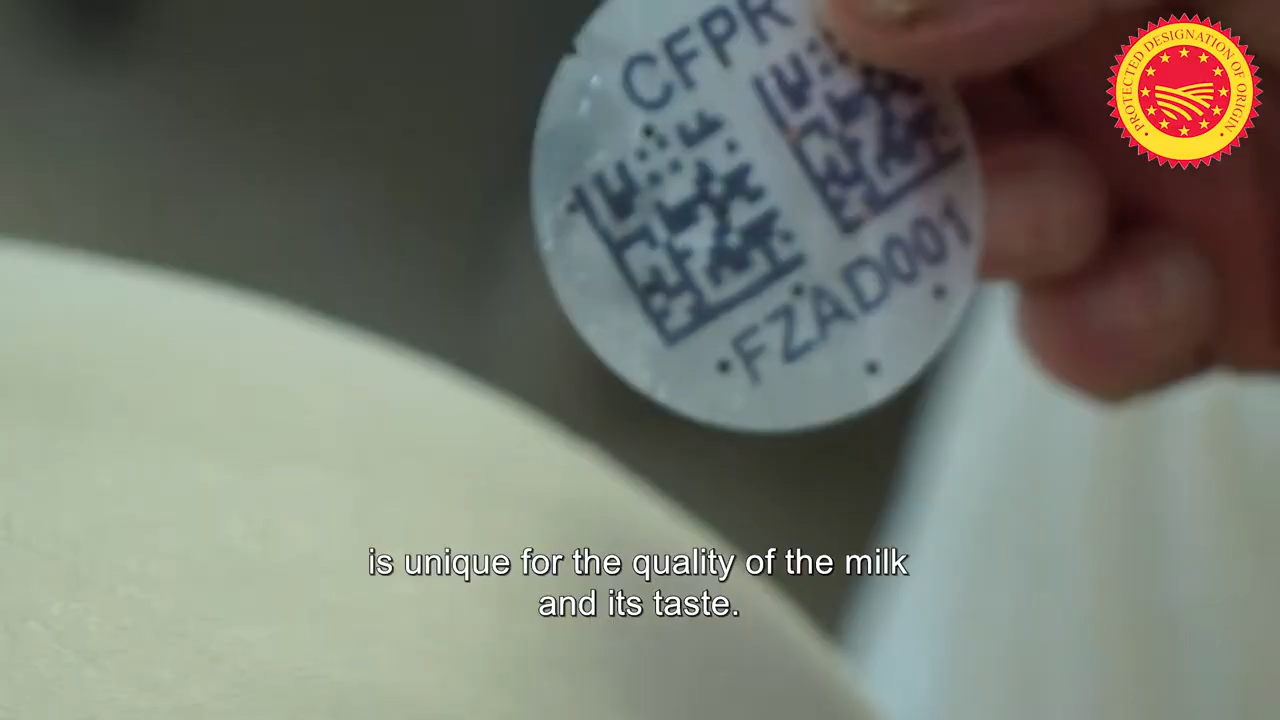 CFPR
FZAD001
PROTECTED DESIGNATION OF ORIGIN
is unique for the quality of the milk
and its taste.